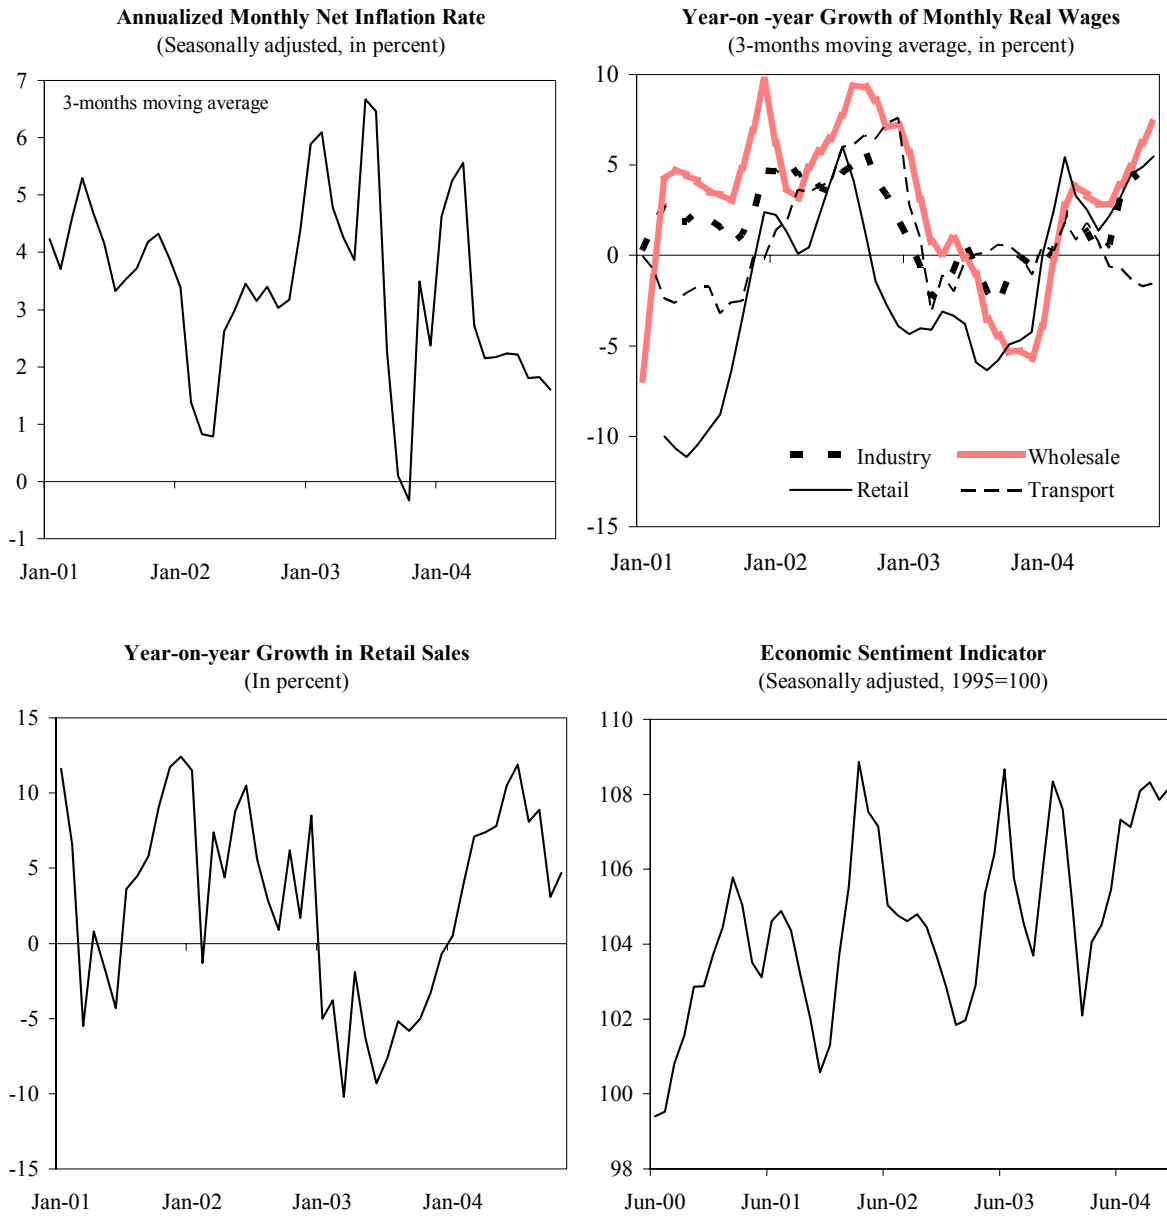 Annualized Monthly Net Inflation Rate
(Seasonally adjusted, in percent)
3-months moving average
7
6
5
4
3
2
1
0
-1
Jan-01 Jan-02 Jan-03 Jan-04
Year-on -year Growth of Monthly Real Wages
(3-months moving average, in percent)
10
5
0
-5
-10
-15
Industry Wholesale
Retail Transport
Jan-01 Jan-02 Jan-03 Jan-04
Year-on-year Growth in Retail Sales
(In percent)
15
10
5
0
-5
-10
-15
Jan-01 Jan-02 Jan-03 Jan-04
Economic Sentiment Indicator
(Seasonally adjusted, 1995=100)
110
108
106
104
102
100
98
Jun-00 Jun-01 Jun-02 Jun-03 Jun-04